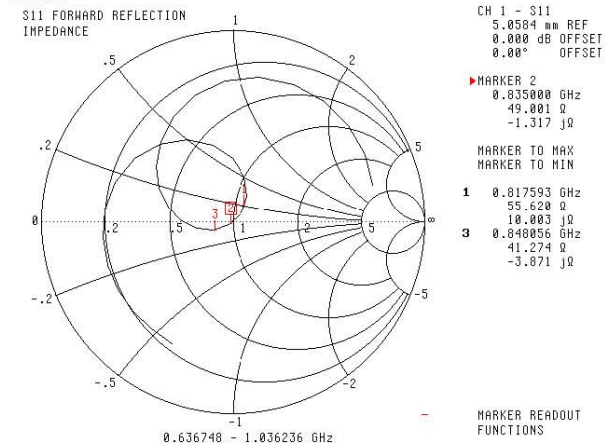 S11 FORWARD REFLECTION
IMPEDANCE
CH 1 - S11
5.0584 mm REF
0.000 dB OFFSET
0.00° OFFSET
▶MARKER 2
0.835000 GHz
49.001 Ω
-1.317 jΩ
MARKER TO MAX
MARKER TO MIN
1 0.817593 GHz
55.620 Ω
10.003 jΩ
3 0.848056 GHz
41.274 Ω
-3.871 jΩ
MARKER READOUT
FUNCTIONS
1
.5
2
.2
5
0
.2
.5
1
2
5
∞
3
2
1
-.2
-5
-.5
-2
-1
0.636748 - 1.036236 GHz